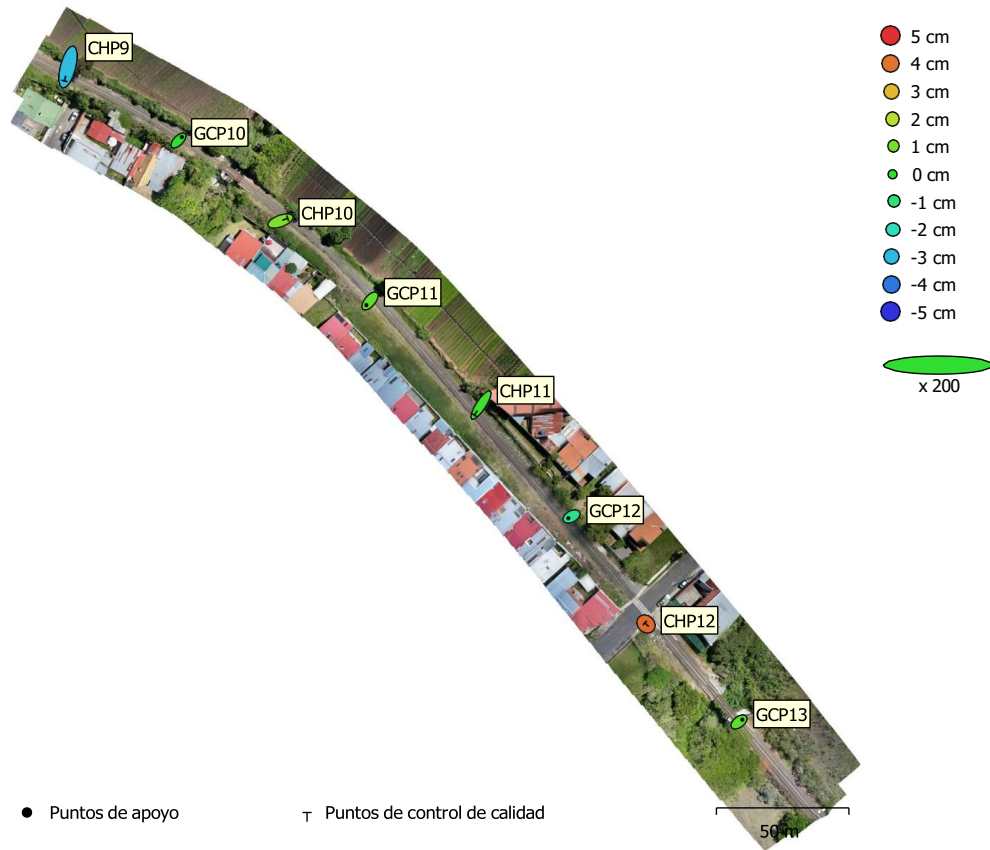 CHP9
GCP10
CHP10
GCP11
CHP11
GCP12
CHP12
GCP13
5 cm
4 cm
3 cm
2 cm
1 cm
0 cm
-1 cm
-2 cm
-3 cm
-4 cm
-5 cm
x 200
Puntos de apoyo
Puntos de control de calidad
50 m